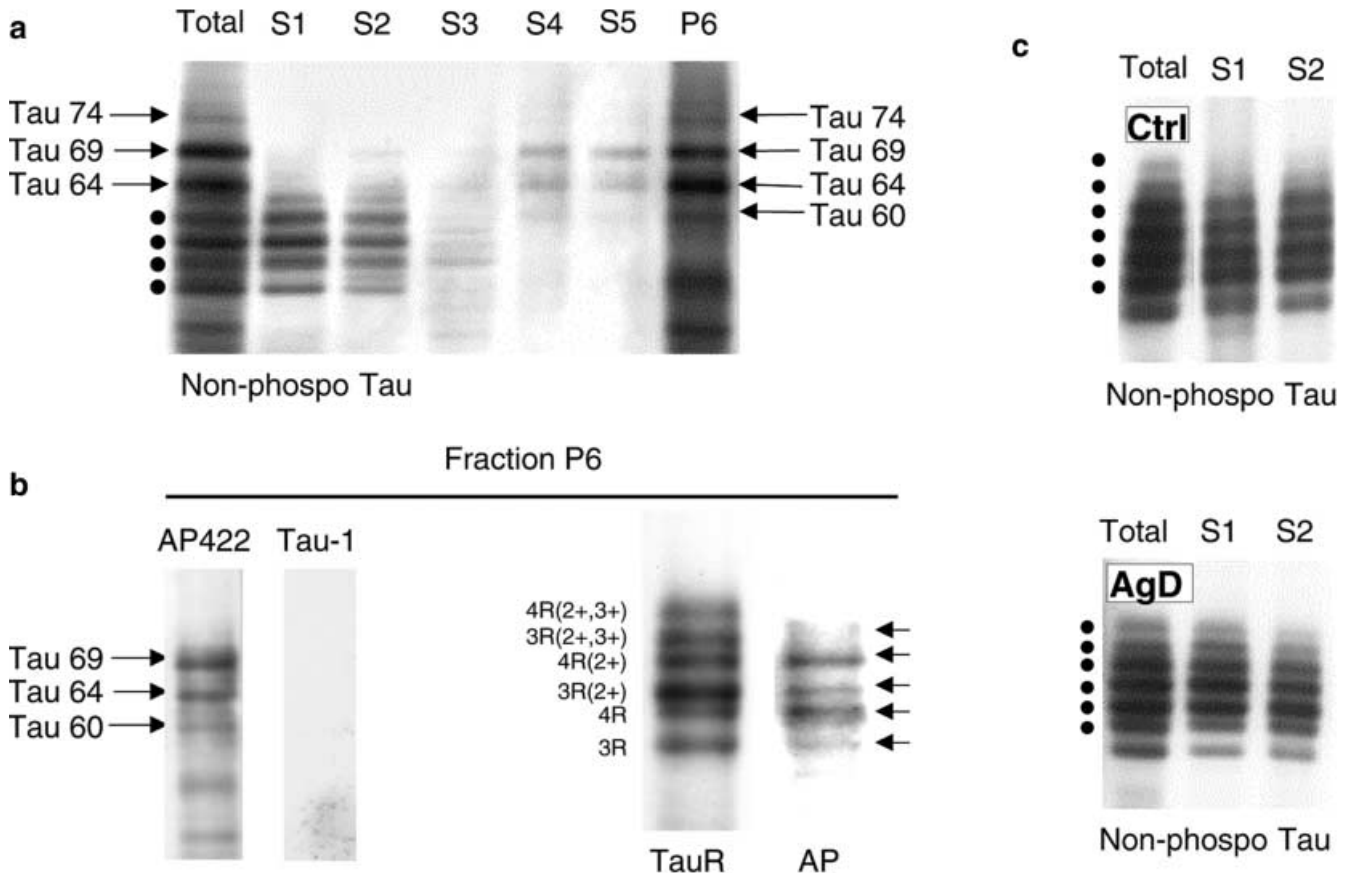 a
Total S1 S2 S3 S4 S5 P6
Tau 74
Tau 69
Tau 64
Tau 74
Tau 69
Tau 64
Tau 60
Non-phospo Tau
b
Fraction P6
AP422 Tau-1
Tau 69
Tau 64
Tau 60
4R(2+,3+)
3R(2+,3+)
4R(2+)
3R(2+)
4R
3R
TauR AP
c
Total S1 S2
Ctrl
Non-phospo Tau
Total S1 S2
AgD
Non-phospo Tau